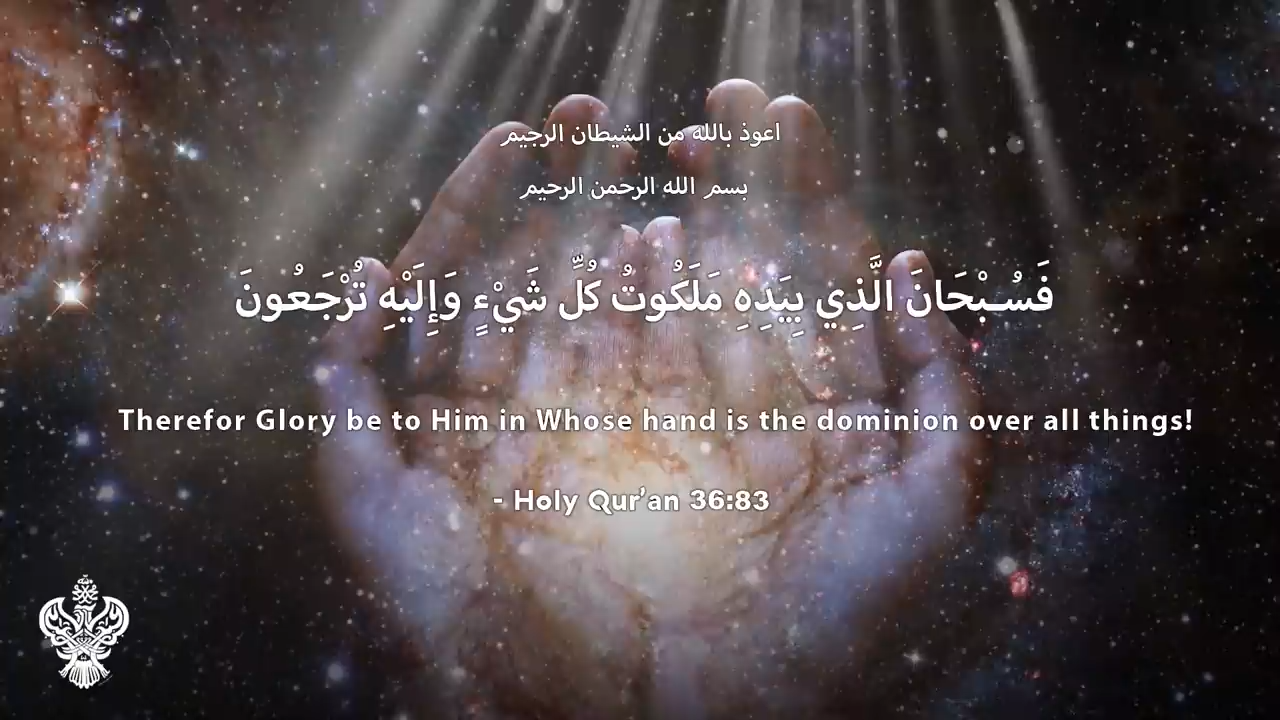 اعوذ بالله من الشيطان الرجيم
بسم الله الرحمن الرحيم
فَسُبْحَانَ الَّذِي بِيَدِهِ مَلَكُوتُ كُلِّ شَيْءٍ وَإِلَيْهِ تُرْجَعُونَ
Therefor Glory be to Him in Whose hand is the dominion over all things!
- Holy Qur'an 36:83